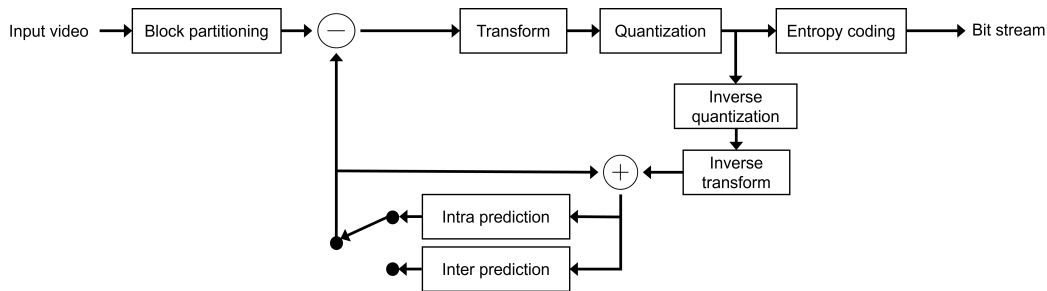 Input video
Block partitioning
−
Transform
Quantization
Entropy coding
Bit stream
Inverse
quantization
Inverse
transform
+
Intra prediction
Inter prediction